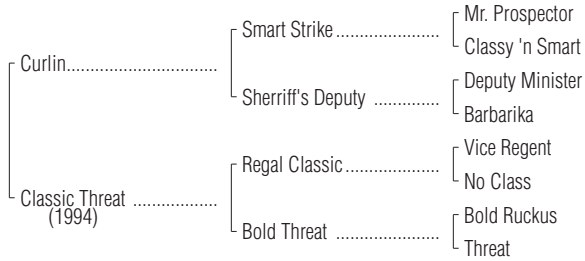 Mr. Prospector
Smart Strike ....................
Classy 'n Smart
Curlin.............................
Deputy Minister
Sherriff's Deputy .............
Barbarika
Vice Regent
Regal Classic..................
No Class
Classic Threat ................
(1994)
Bold Ruckus
Bold Threat ....................
Threat